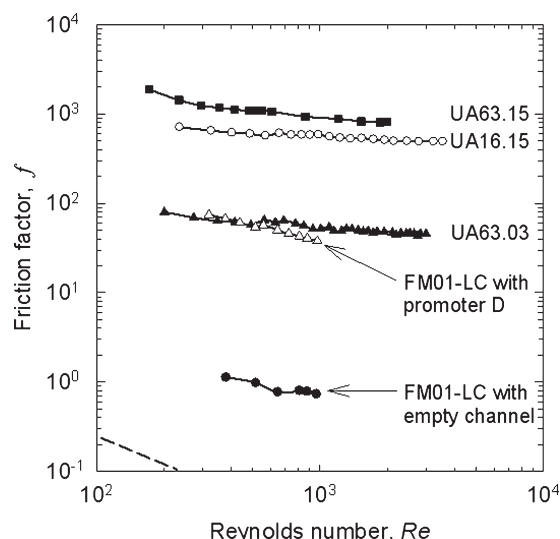 10^4
10^3
10^2
10^1
10^0
10^-1
Friction factor, f
UA63.15
UA16.15
UA63.03
FM01-LC with
promoter D
FM01-LC with
empty channel
10^2
10^3
10^4
Reynolds number, Re